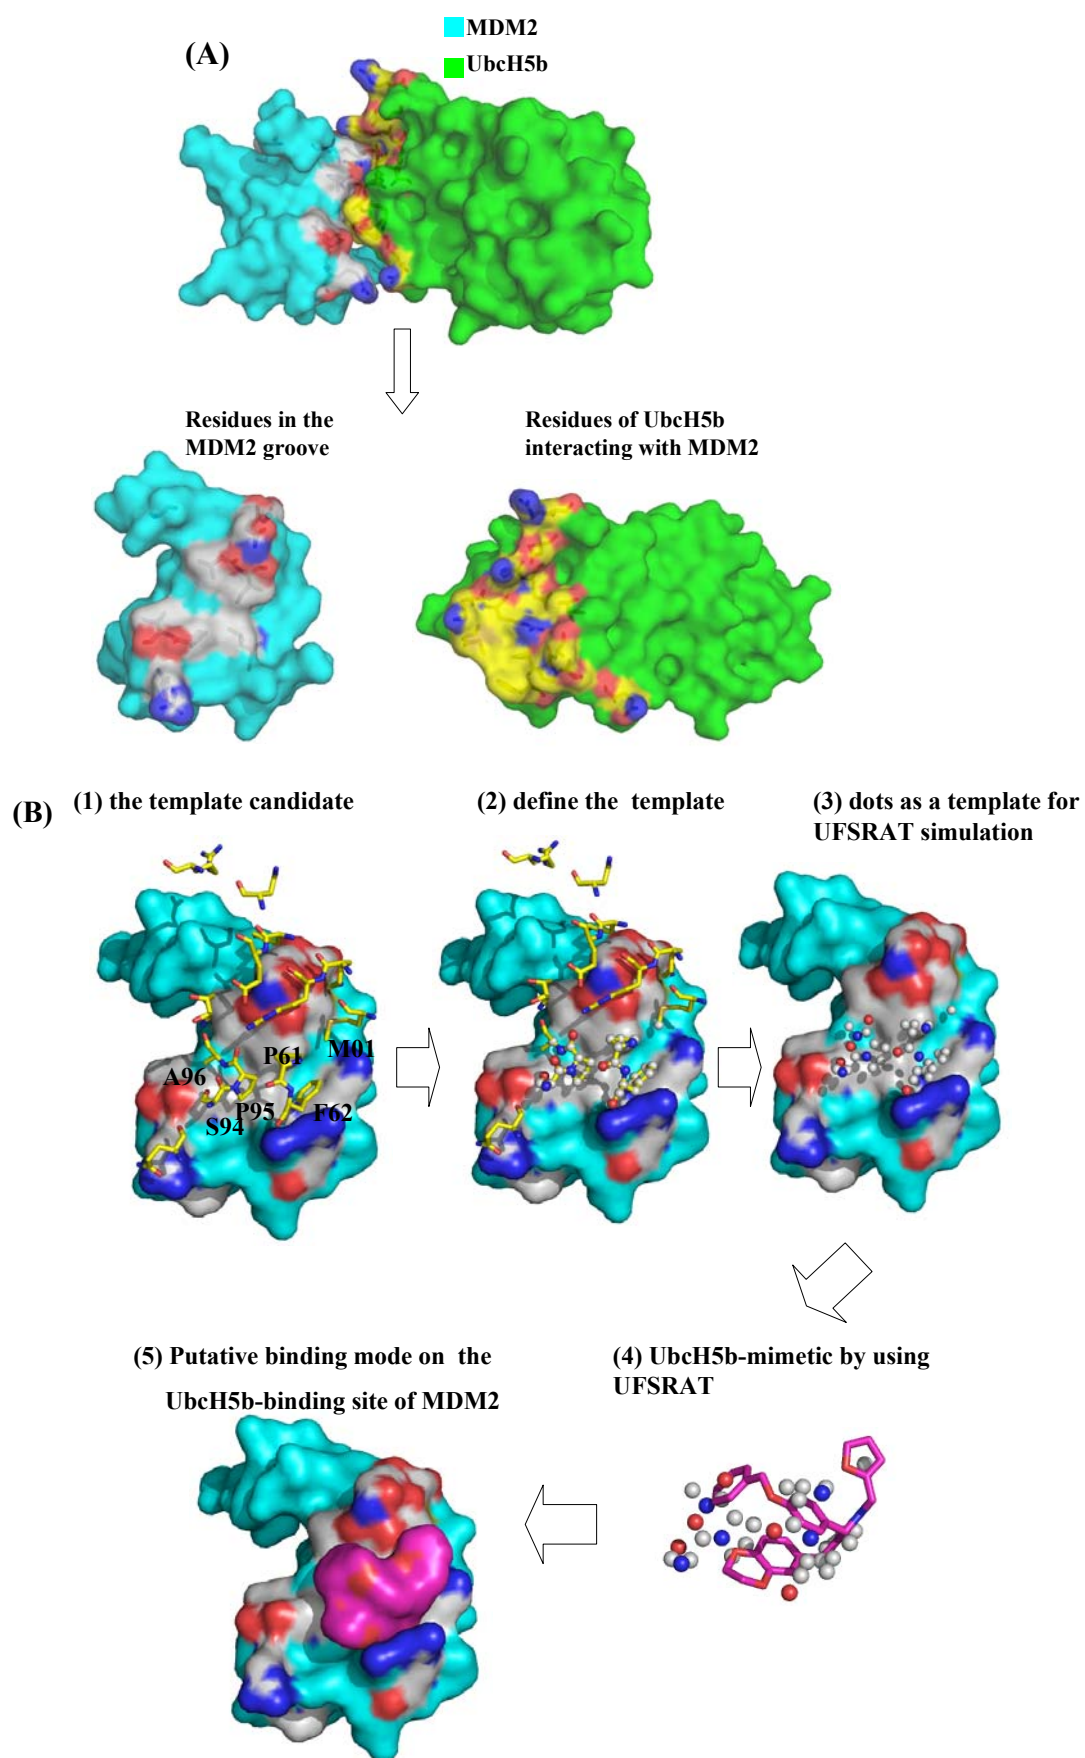 MDM2
(A)
UbcH5b
Residues in the
MDM2 groove
Residues of UbcH5b
interacting with MDM2
(B)
(1) the template candidate
(2) define the template
(3) dots as a template for
UFSRAT simulation
P61
M01
A96
P95
F62
S94
(5) Putative binding mode on the
UbcH5b-binding site of MDM2
(4) UbcH5b-mimetic by using
UFSRAT